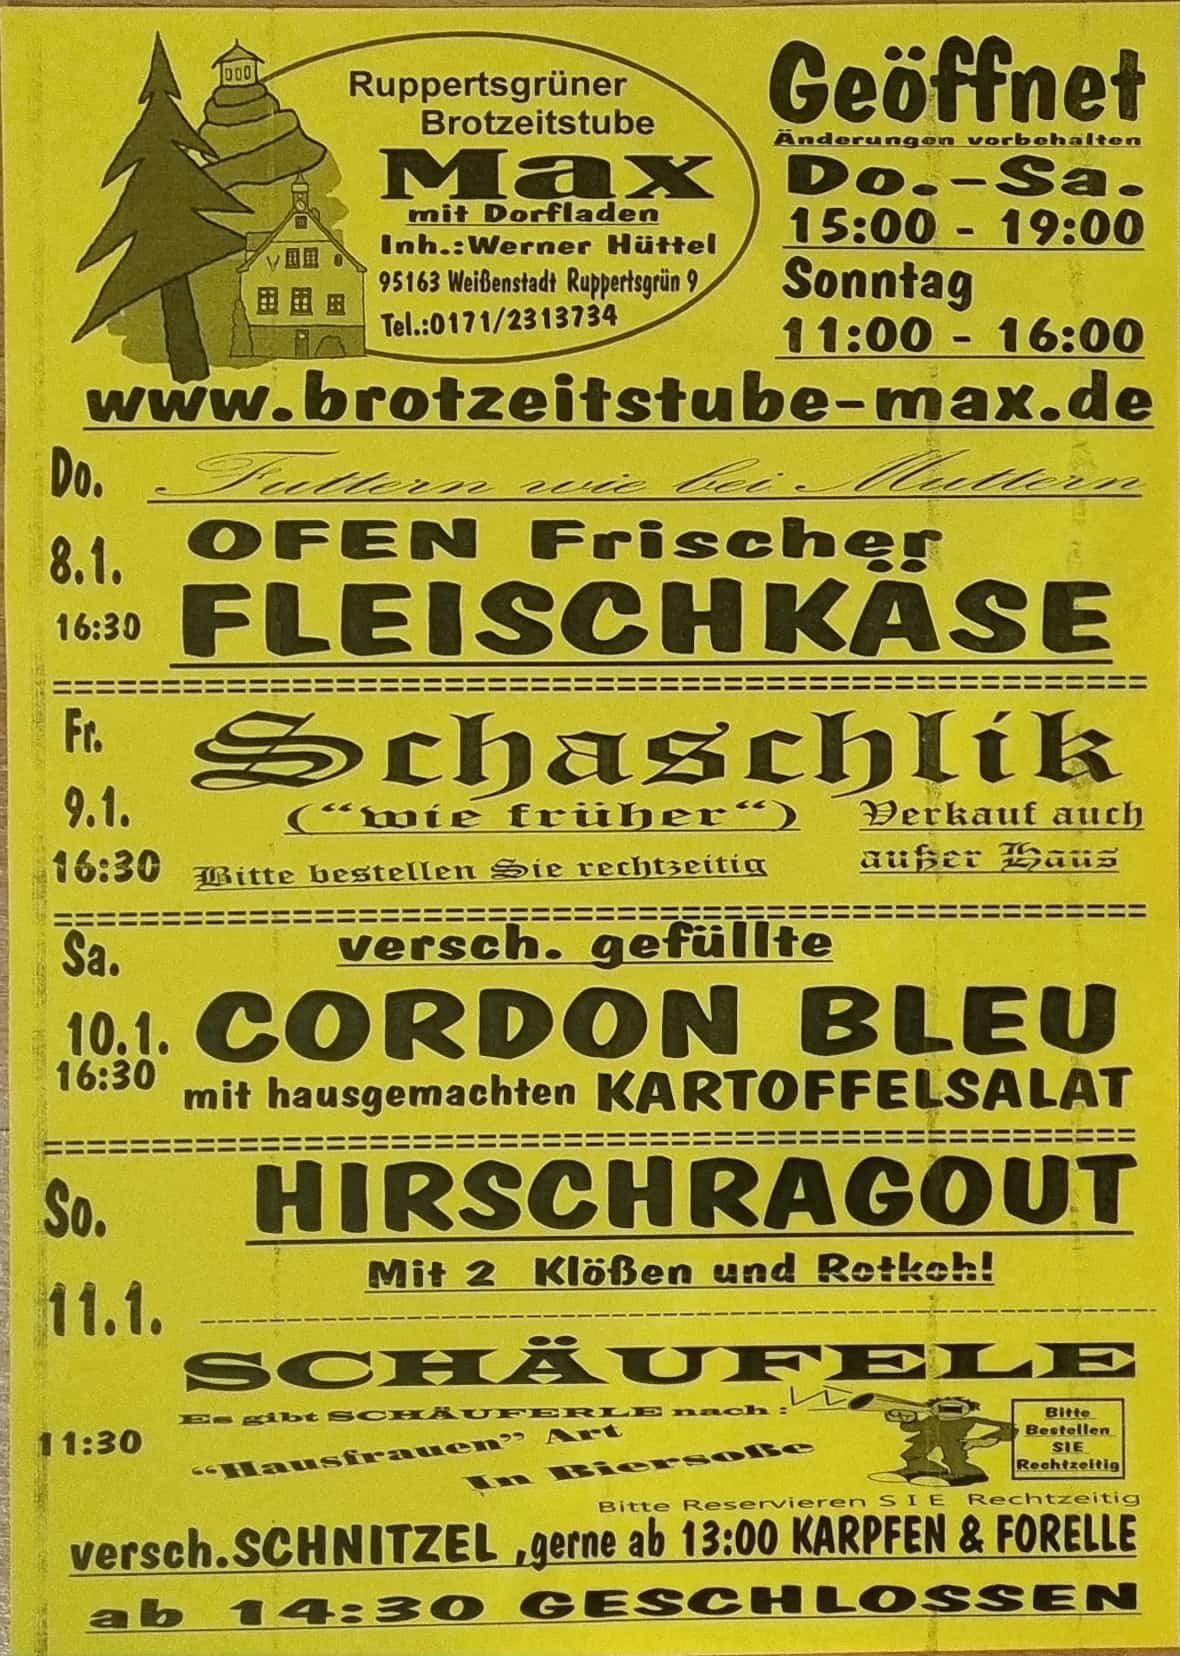 Ruppertsgrüner
Brotzeitstube
Max
mit Dorfladen
Inh.:Werner Hüttel
95163 Weißenstadt Ruppertsgrün 9
Tel.:0171/2313734
Geöffnet
Änderungen vorbehalten
Do.-Sa.
15:00 - 19:00
Sonntag
11:00 - 16:00
www.brotzeitstube-max.de
Do.
8.1.
16:30
Futtern wie bei Muttern
OFEN Frischer
FLEISCHKÄSE
Fr.
9.1.
16:30
Schaschlik
("wie früher")
Verkauf auch
außer Haus
Bitte bestellen Sie rechtzeitig
Sa.
10.1.
16:30
versch. gefüllte
CORDON BLEU
mit hausgemachten KARTOFFELSALAT
So.
11.1.
11:30
HIRSCHRAGOUT
Mit 2 Klößen und Rotkohl
SCHÄUFELE
Es gibt SCHÄUFERLE nach :
"Hausfrauen" Art
In Biersoße
Bitte
Bestellen
SIE
Rechtzeitig
Bitte Reservieren S I E Rechtzeitig
versch.SCHNITZEL ,gerne ab 13:00 KARPFEN & FORELLE
ab 14:30 GESCHLOSSEN